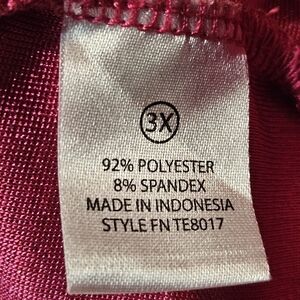 3X
92% POLYESTER
8% SPANDEX
MADE IN INDONESIA
STYLE FN TE8017